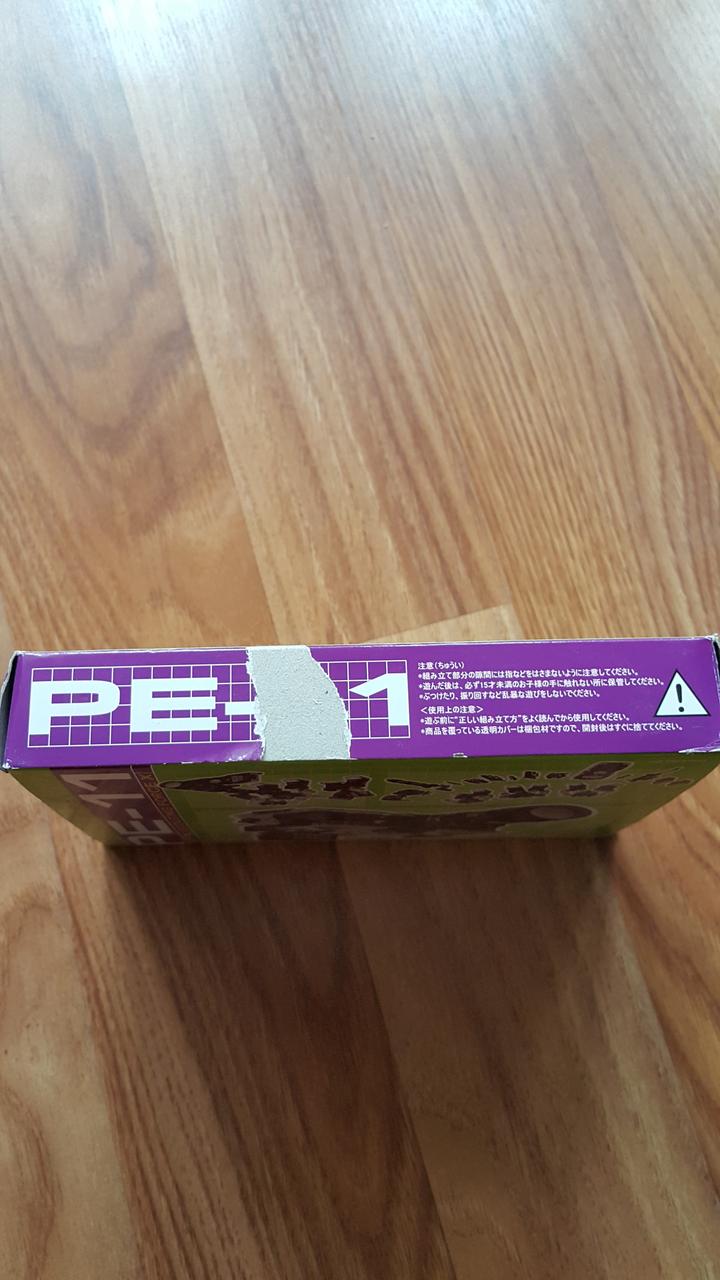 PE- 1
注意(ちゅうい)
*組み立て部分の隙間には指などをはさまないように注意してください。
*遊んだ後は、必ず15才未満のお子様の手に触れない所に保管してください。
*ぶつけたり、振り回すなど乱暴な遊びをしないでください。
<使用上の注意>
*遊ぶ前に"正しい組み立て方"をよく読んでから使用してください。
*商品を覆っている透明カバーは梱包材ですので、開封後はすぐに捨ててください。
PE-11